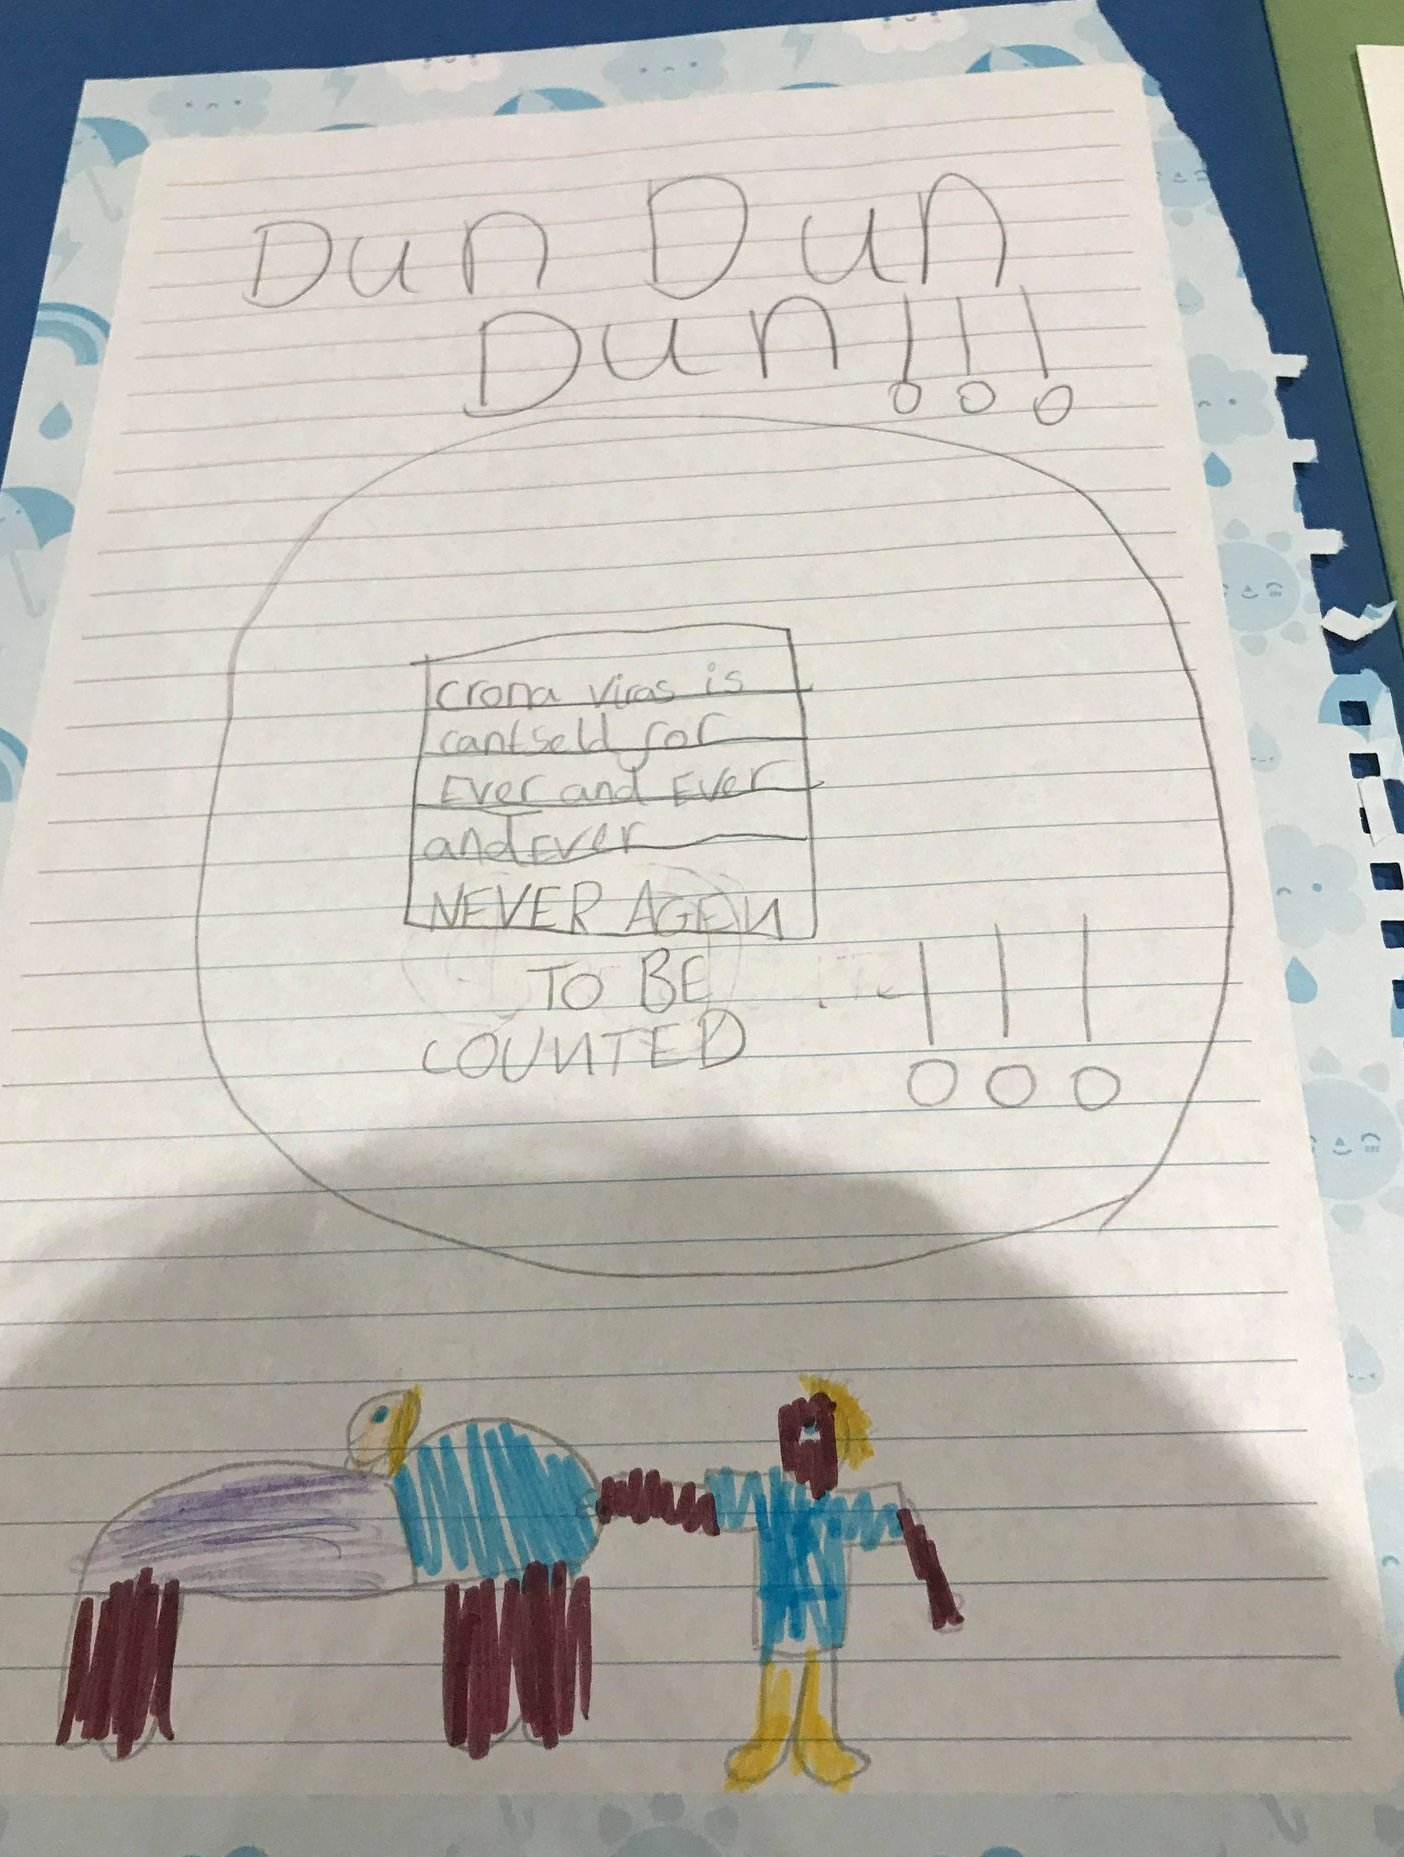 Dun Dun
Dun!!!
crona viras is
cantseld for
Ever and Ever
and Ever
NEVER AGEN
TO BE
COUNTED !!!